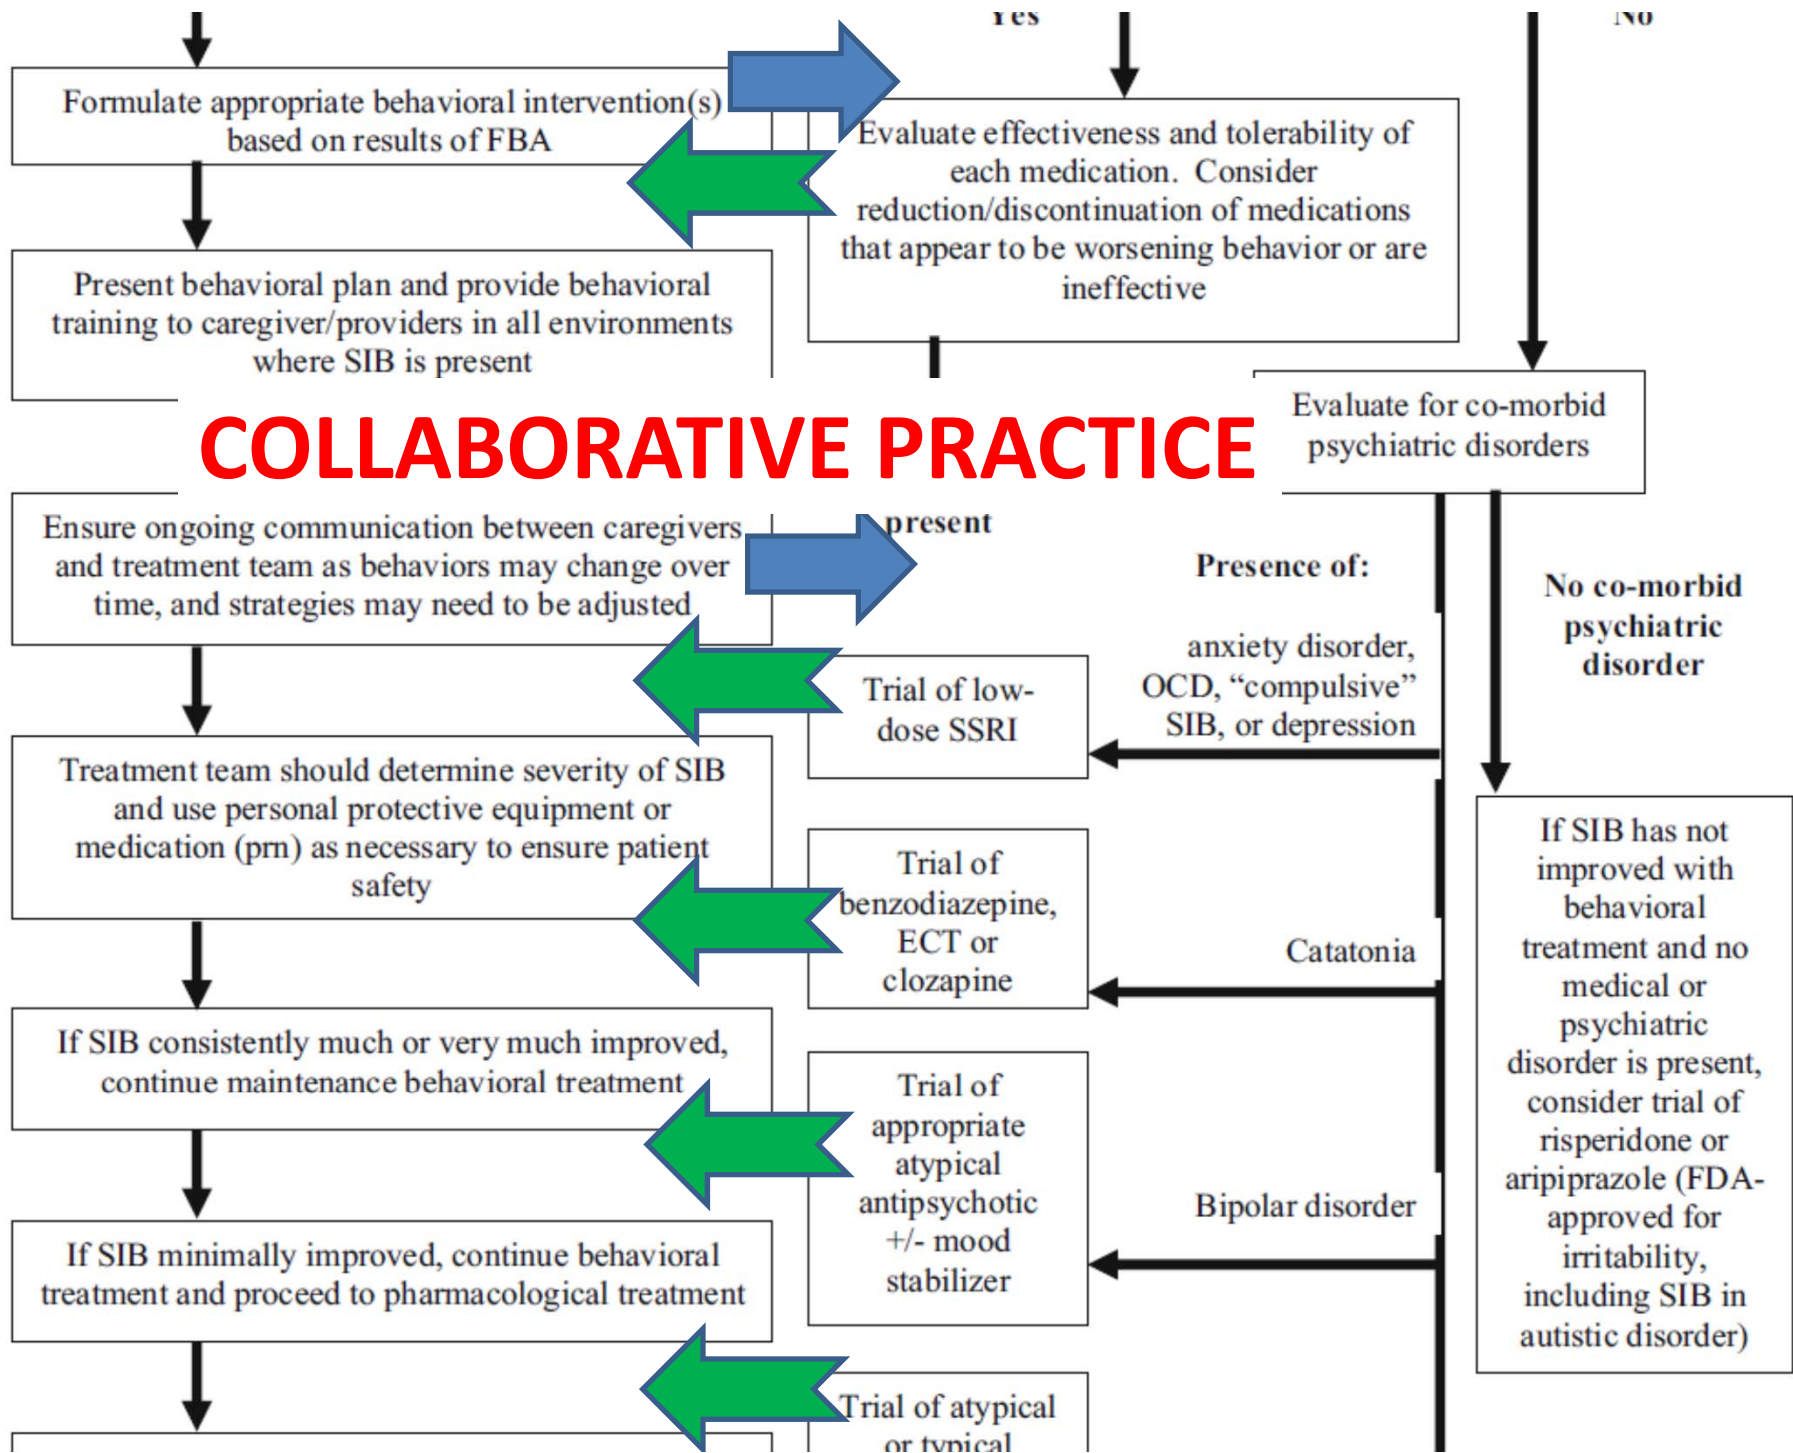 Yes
No
Formulate appropriate behavioral intervention(s)
based on results of FBA
Evaluate effectiveness and tolerability of
each medication. Consider
reduction/discontinuation of medications
that appear to be worsening behavior or are
ineffective
Present behavioral plan and provide behavioral
training to caregiver/providers in all environments
where SIB is present
COLLABORATIVE PRACTICE
Evaluate for co-morbid
psychiatric disorders
Ensure ongoing communication between caregivers
and treatment team as behaviors may change over
time, and strategies may need to be adjusted
present
Presence of:
No co-morbid
psychiatric
disorder
anxiety disorder,
OCD, “compulsive”
SIB, or depression
Trial of low-
dose SSRI
Treatment team should determine severity of SIB
and use personal protective equipment or
medication (prn) as necessary to ensure patient
safety
Trial of
benzodiazepine,
ECT or
clozapine
Catatonia
If SIB has not
improved with
behavioral
treatment and no
medical or
psychiatric
disorder is present,
consider trial of
risperidone or
aripiprazole (FDA-
approved for
irritability,
including SIB in
autistic disorder)
If SIB consistently much or very much improved,
continue maintenance behavioral treatment
Trial of
appropriate
atypical
antipsychotic
+/- mood
stabilizer
Bipolar disorder
If SIB minimally improved, continue behavioral
treatment and proceed to pharmacological treatment
Trial of atypical
or typical